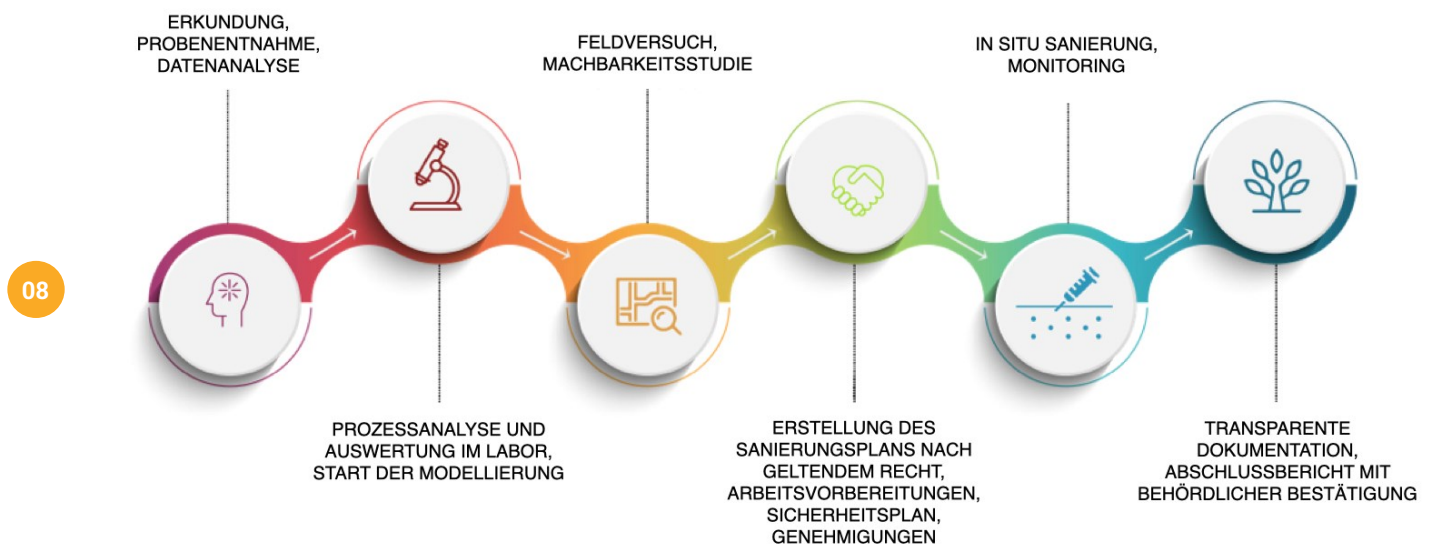 ERKUNDUNG,
PROBENENTNAHME,
DATENANALYSE
PROZESSANALYSE UND
AUSWERTUNG IM LABOR,
START DER MODELLIERUNG
FELDVERSUCH,
MACHBARKEITSSTUDIE
ERSTELLUNG DES
SANIERUNGSPLANS NACH
GELTENDEM RECHT,
ARBEITSVORBEREITUNGEN,
SICHERHEITSPLAN,
GENEHMIGUNGEN
IN SITU SANIERUNG,
MONITORING
TRANSPARENTE
DOKUMENTATION,
ABSCHLUSSBERICHT MIT
BEHÖRDLICHER BESTÄTIGUNG
08